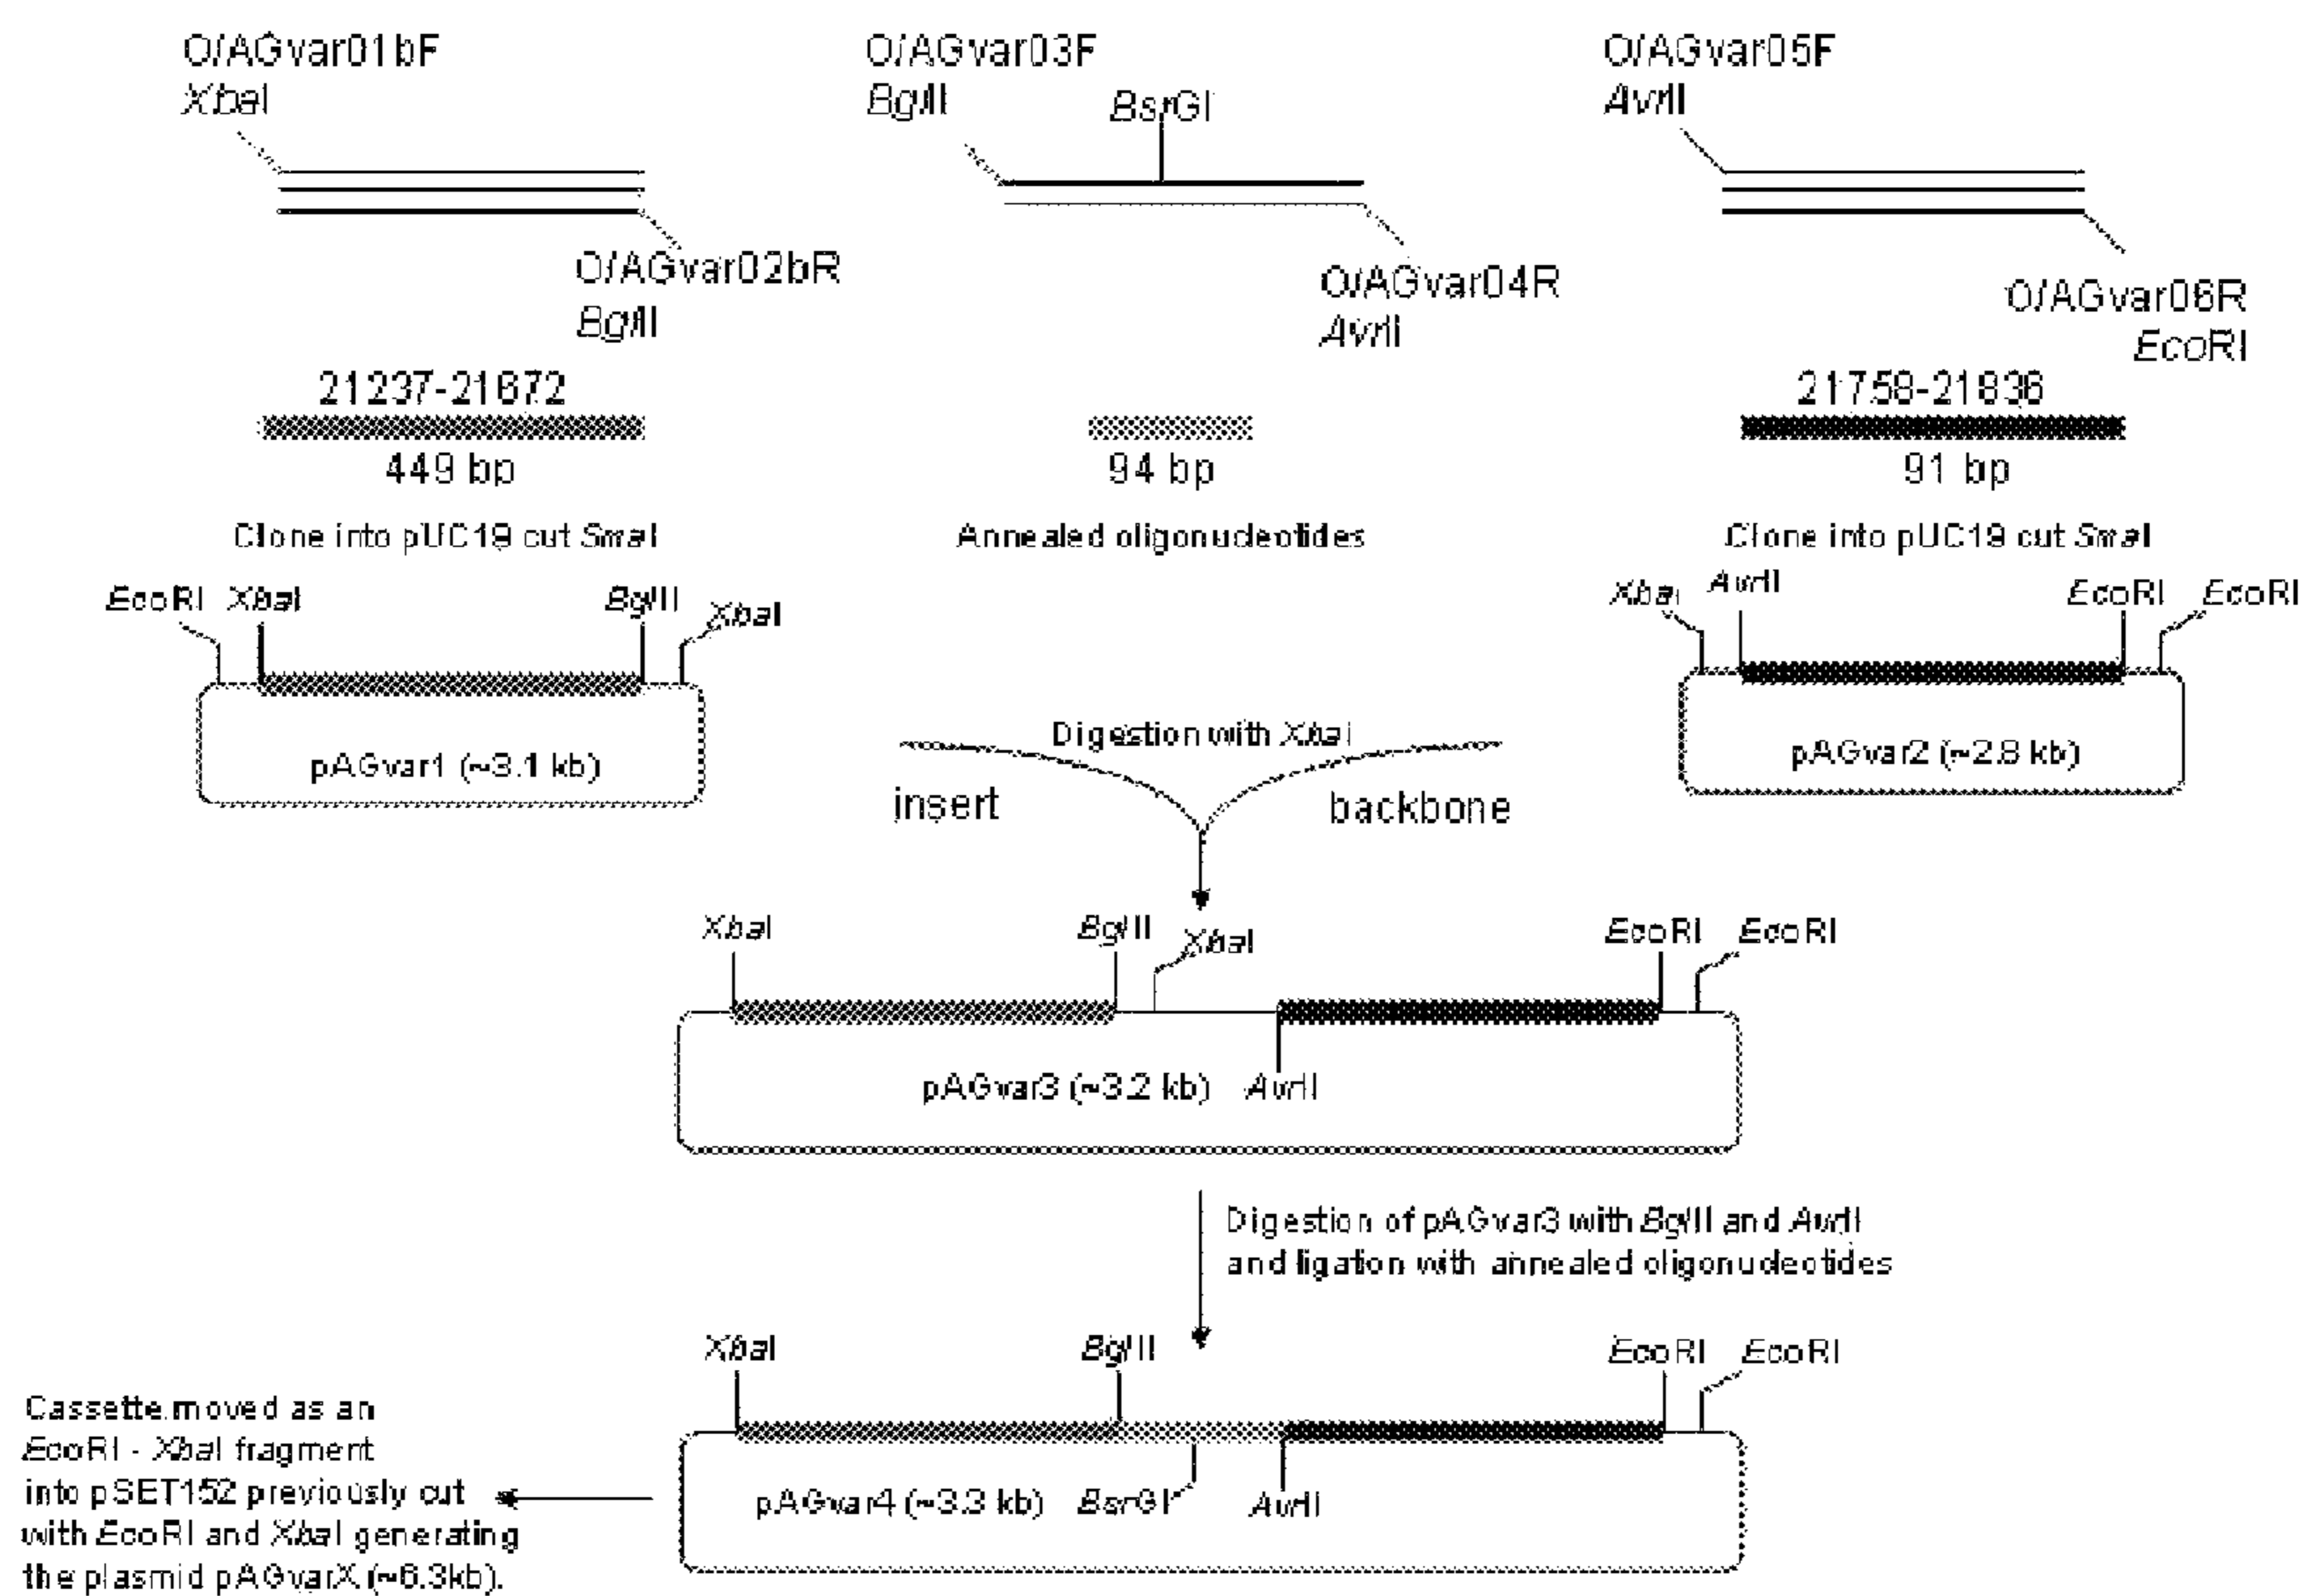 O/AGvar01bF
XbaI
O/AGvar02bR
BglII
O/AGvar03F
BglII
BsrGI
O/AGvar04R
AvrII
O/AGvar05F
AvrII
O/AGvar06R
EcoRI
21237-21672
449 bp
94 bp
21758-21836
91 bp
Clone into pUC19 cut SmaI
Annealed oligonucleotides
Clone into pUC19 cut SmaI
EcoRI XbaI BglII XbaI
pAGvar1 (~3.1 kb)
XbaI AvrII EcoRI EcoRI
pAGvar2 (~2.8 kb)
Digestion with XbaI
insert
backbone
XbaI BglII XbaI EcoRI EcoRI
pAGvar3 (~3.2 kb) AvrII
Digestion of pAGvar3 with BglII and AvrII
and ligation with annealed oligonucleotides
XbaI BglII EcoRI EcoRI
pAGvar4 (~3.3 kb) BsrGI AvrII
Cassette moved as an
EcoRI - XbaI fragment
into pSET152 previously cut
with EcoRI and XbaI generating
the plasmid pAGvarX (~6.3kb).